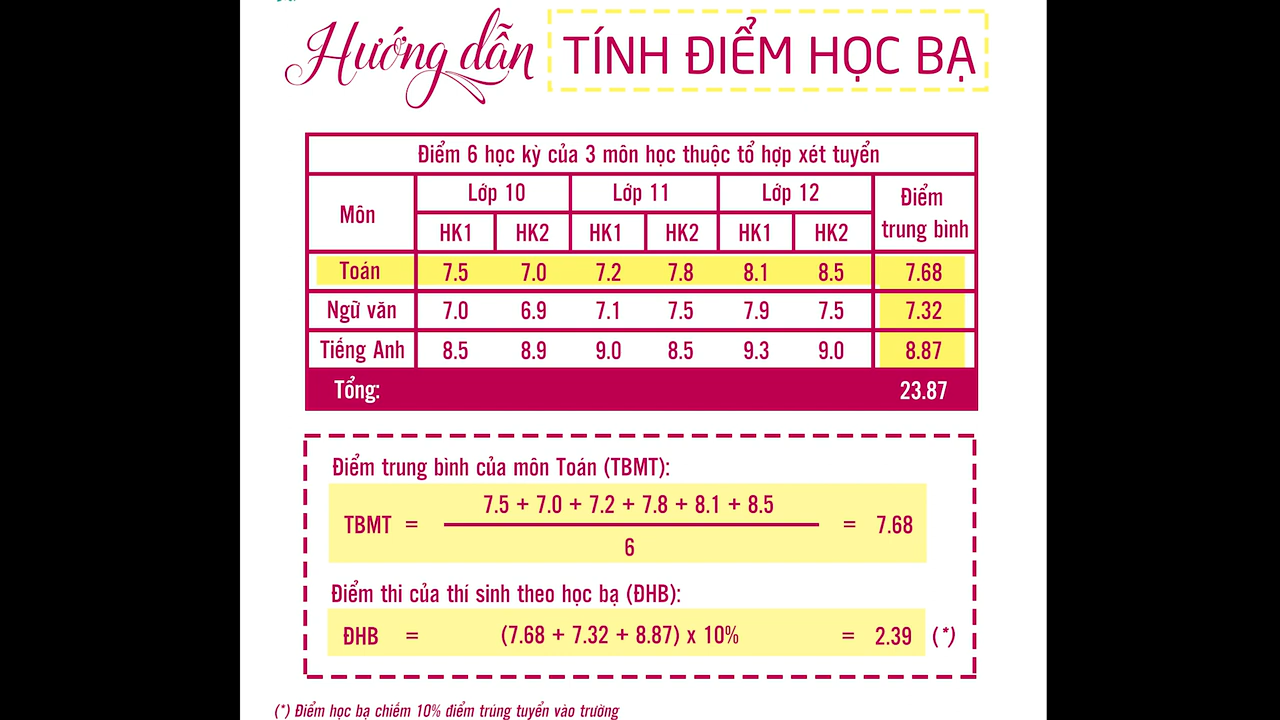 Hướng dẫn TÍNH ĐIỂM HỌC BẠ
Điểm 6 học kỳ của 3 môn học thuộc tổ hợp xét tuyển
Môn Lớp 10 Lớp 11 Lớp 12 Điểm trung bình
HK1 HK2 HK1 HK2 HK1 HK2
Toán 7.5 7.0 7.2 7.8 8.1 8.5 7.68
Ngữ văn 7.0 6.9 7.1 7.5 7.9 7.5 7.32
Tiếng Anh 8.5 8.9 9.0 8.5 9.3 9.0 8.87
Tổng: 23.87
Điểm trung bình của môn Toán (TBMT):
7.5 + 7.0 + 7.2 + 7.8 + 8.1 + 8.5
TBMT = = 7.68
6
Điểm thi của thí sinh theo học bạ (ĐHB):
ĐHB = (7.68 + 7.32 + 8.87) x 10% = 2.39 (*)
(*) Điểm học bạ chiếm 10% điểm trúng tuyển vào trường